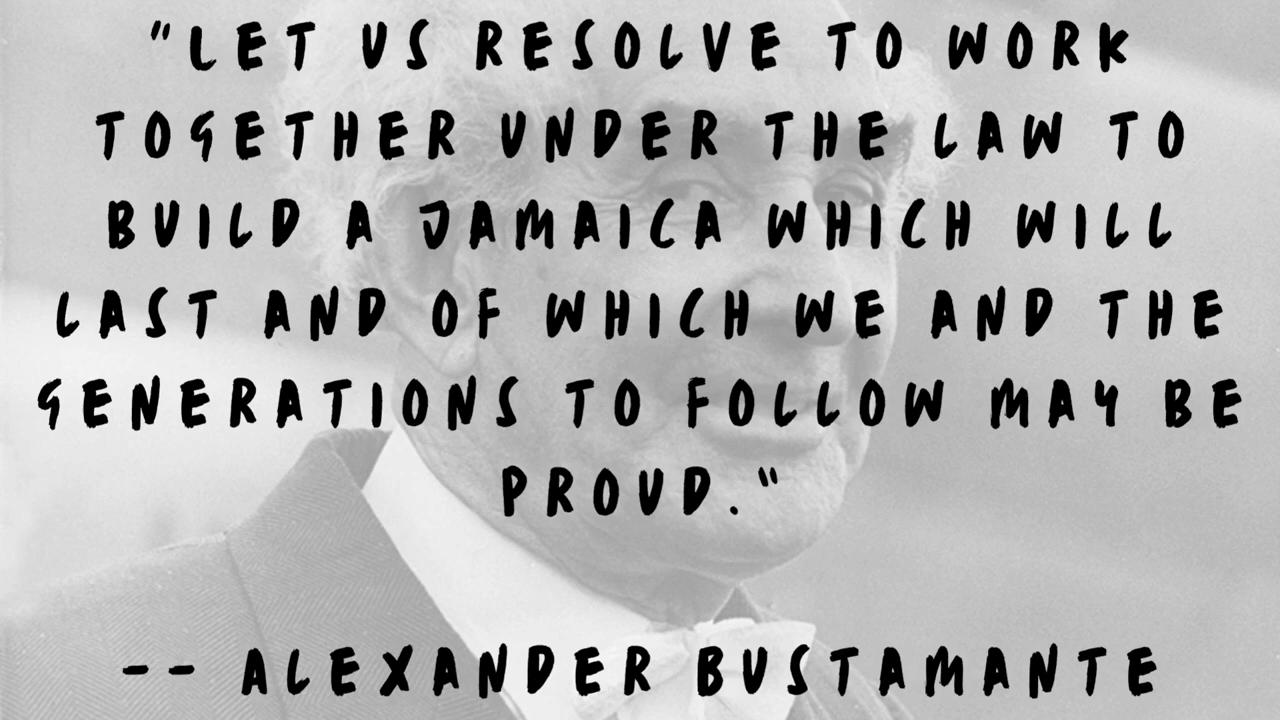 "LET US RESOLVE TO WORK
TOGETHER UNDER THE LAW TO
BUILD A JAMAICA WHICH WILL
LAST AND OF WHICH WE AND THE
GENERATIONS TO FOLLOW MAY BE
PROUD."
-- ALEXANDER BUSTAMANTE